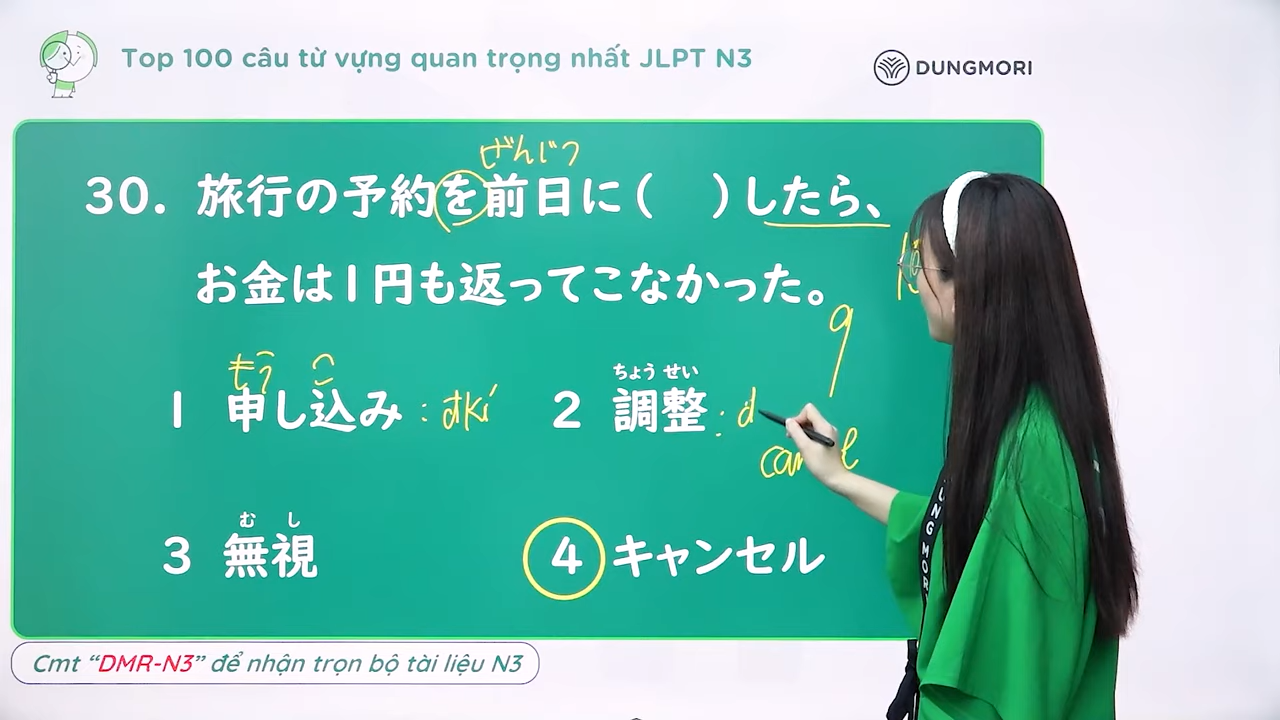 Top 100 câu từ vựng quan trọng nhất JLPT N3
DUNGMORI
ぜんじつ
30. 旅行の予約を前日に( )したら、
お金は1円も返ってこなかった。
もう こ
1 申し込み : đkí
ちょう せい
2 調整 : d
cancel
む し
3 無視
4 キャンセル
Cmt “DMR-N3” để nhận trọn bộ tài liệu N3
UNG MORI